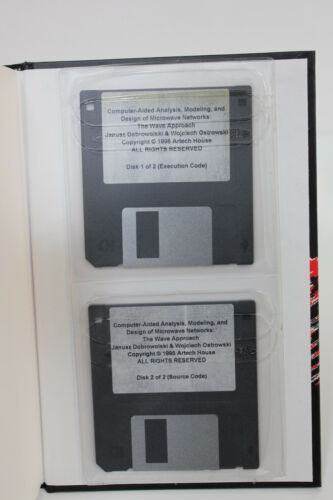 Computer-Aided Analysis, Modeling, and
Design of Microwave Networks:
The Wave Approach
Janusz Dobrowolski & Wojciech Ostrowski
Copyright © 1996 Artech House
ALL RIGHTS RESERVED
Disk 1 of 2 (Execution Code)
Computer-Aided Analysis, Modeling, and
Design of Microwave Networks:
The Wave Approach
Janusz Dobrowolski & Wojciech Ostrowski
Copyright © 1996 Artech House
ALL RIGHTS RESERVED
Disk 2 of 2 (Source Code)